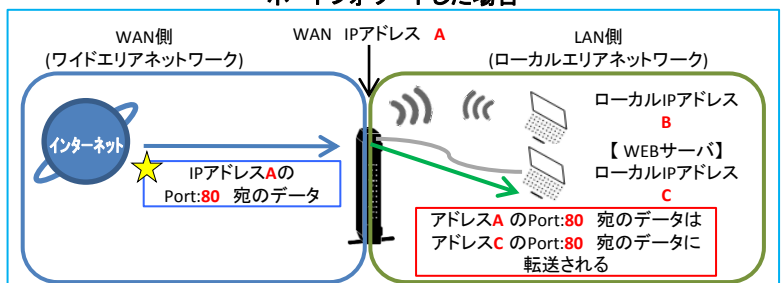 WAN側
(ワイドエリアネットワーク)
WAN IPアドレス A
LAN側
(ローカルエリアネットワーク)
インターネット
IPアドレスAの
Port:80 宛のデータ
ローカルIPアドレス
B
【 WEBサーバ】
ローカルIPアドレス
C
アドレスA のPort:80 宛のデータは
アドレスC のPort:80 宛のデータに
転送される